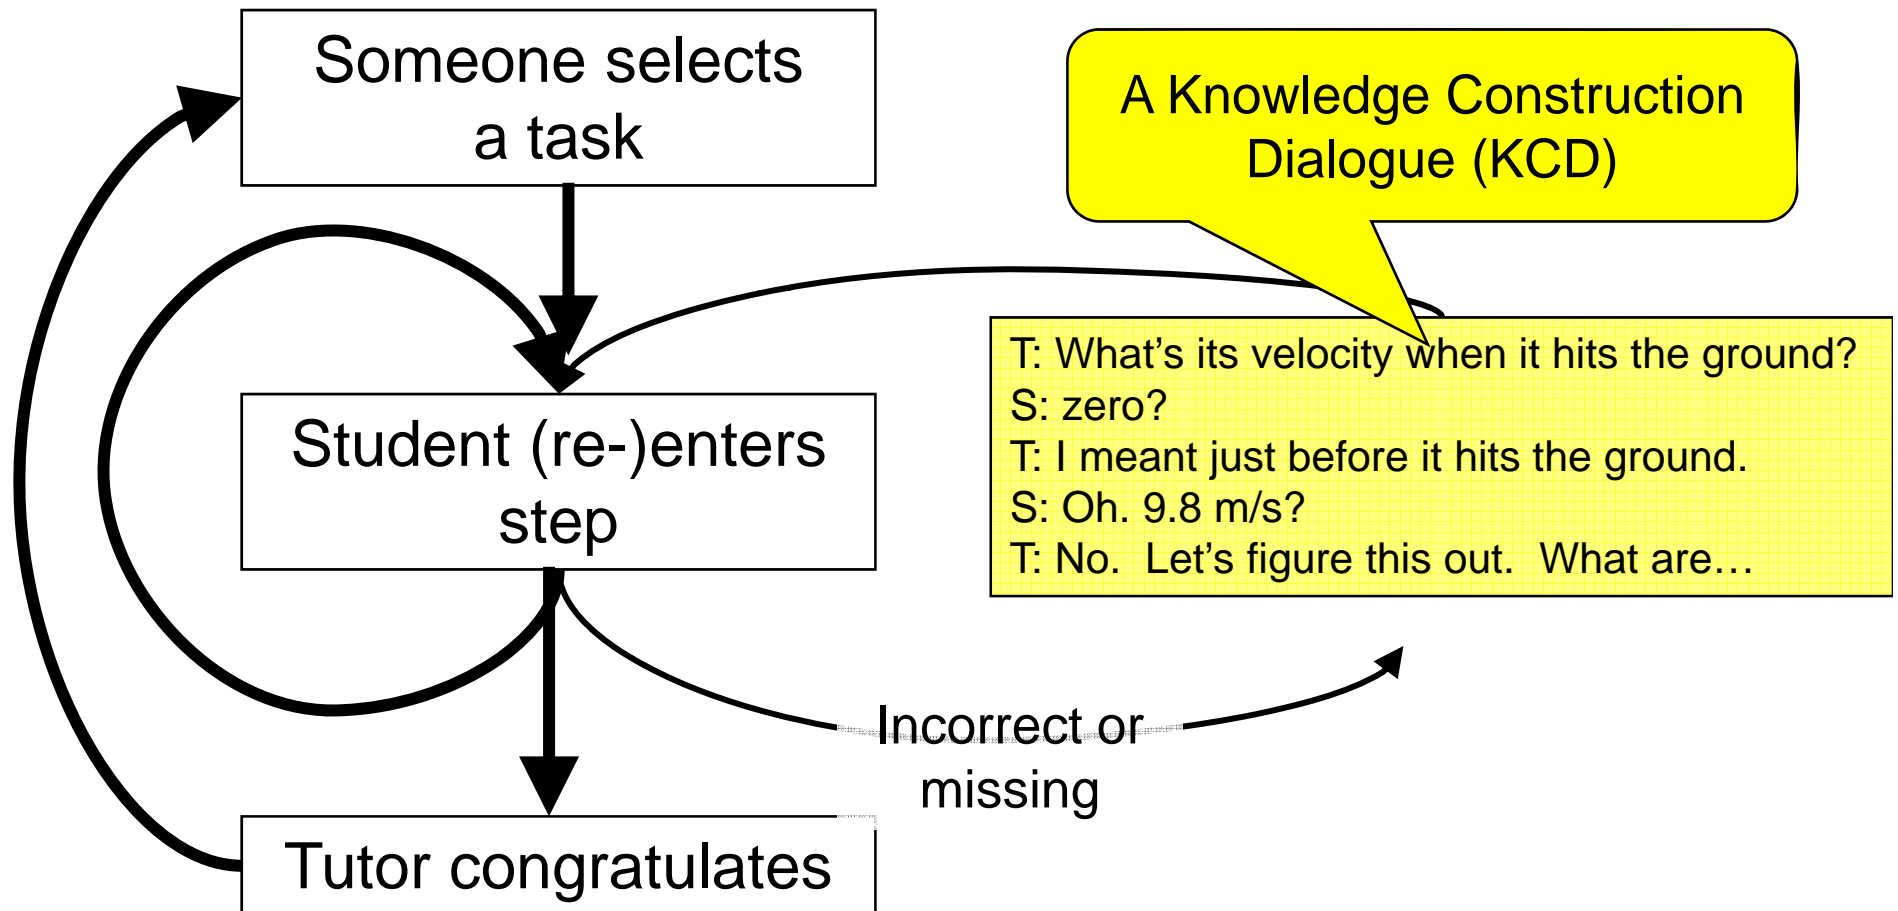 Someone selects
a task
A Knowledge Construction
Dialogue (KCD)
Student (re-)enters
step
T: What’s its velocity when it hits the ground?
S: zero?
T: I meant just before it hits the ground.
S: Oh. 9.8 m/s?
T: No.  Let’s figure this out.  What are…
Incorrect or
missing
Tutor congratulates